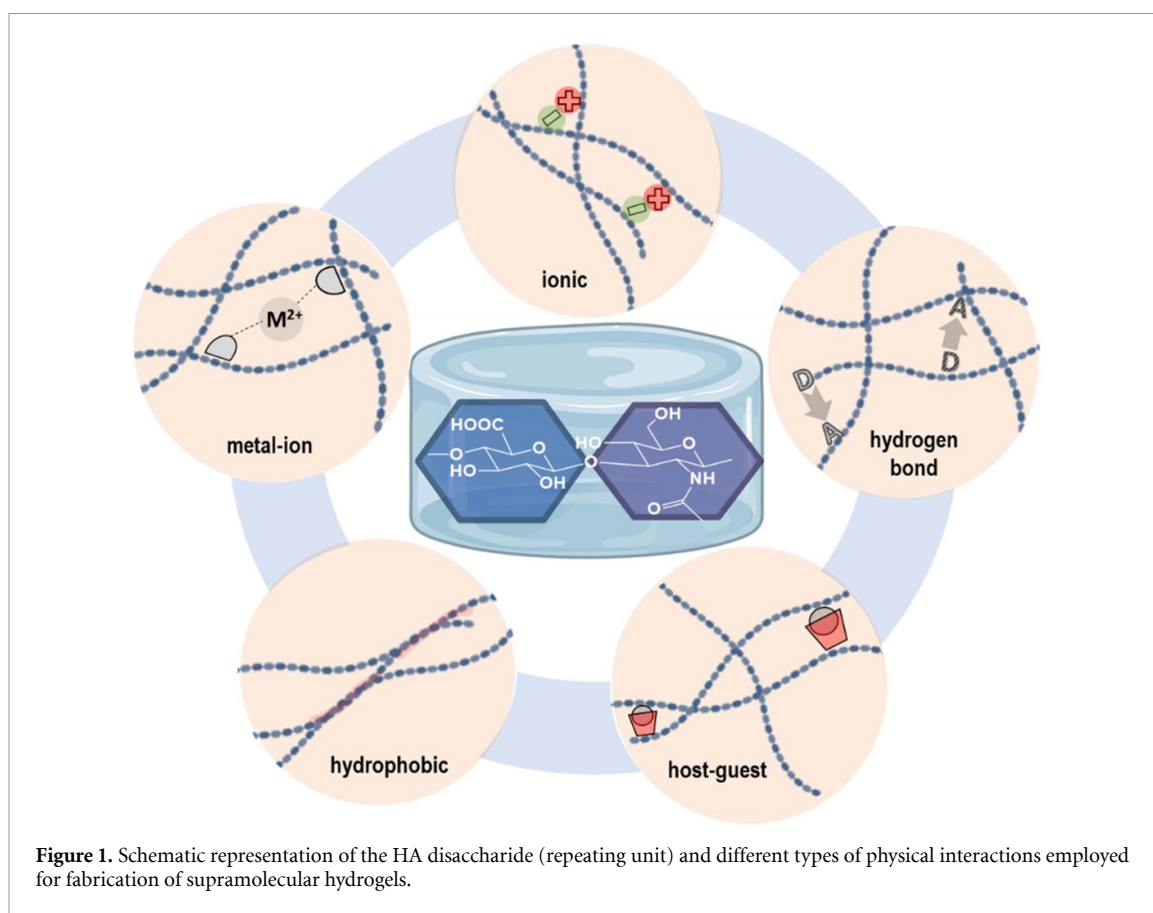 ionic
M²⁺
metal-ion
D
A
D
A
hydrogen
bond
HOOC
O
O
HO
OH
O
HO
OH
O
NH
O
hydrophobic
host-guest
Figure 1. Schematic representation of the HA disaccharide (repeating unit) and different types of physical interactions employed
for fabrication of supramolecular hydrogels.